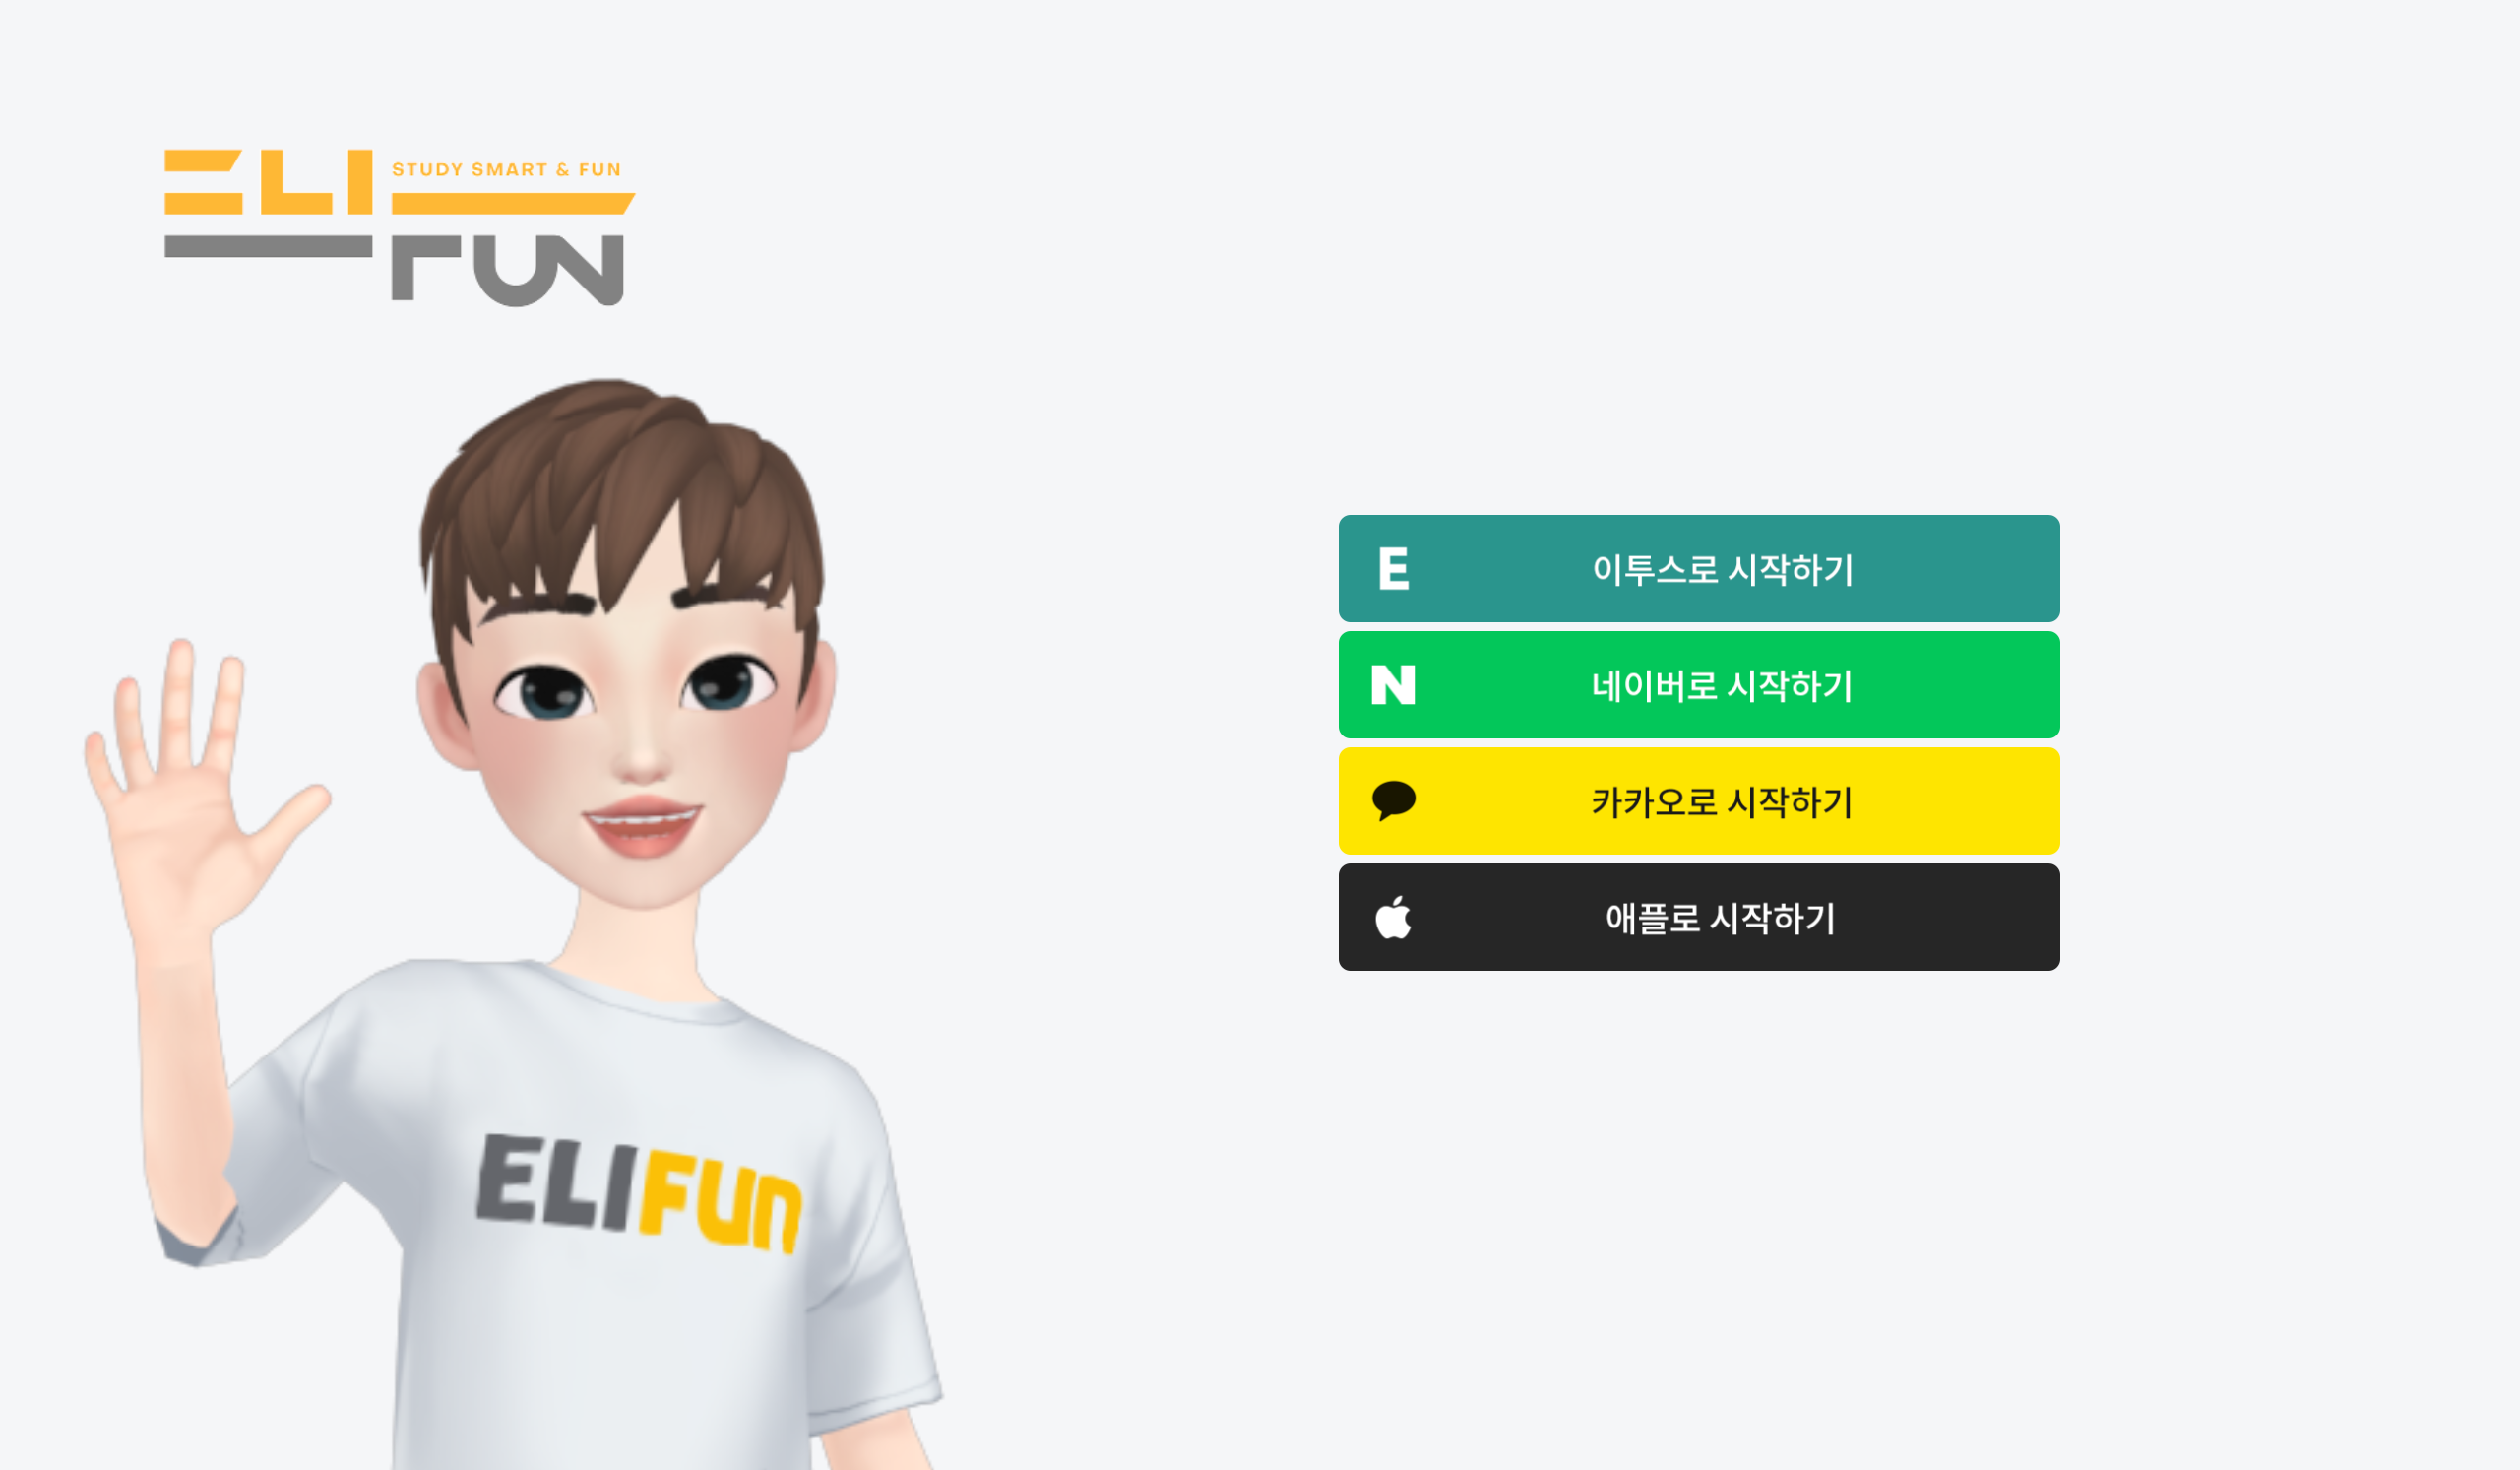 ELI
STUDY SMART & FUN
FUN
E 이투스로 시작하기
N 네이버로 시작하기
카카오로 시작하기
애플로 시작하기
ELIFUN